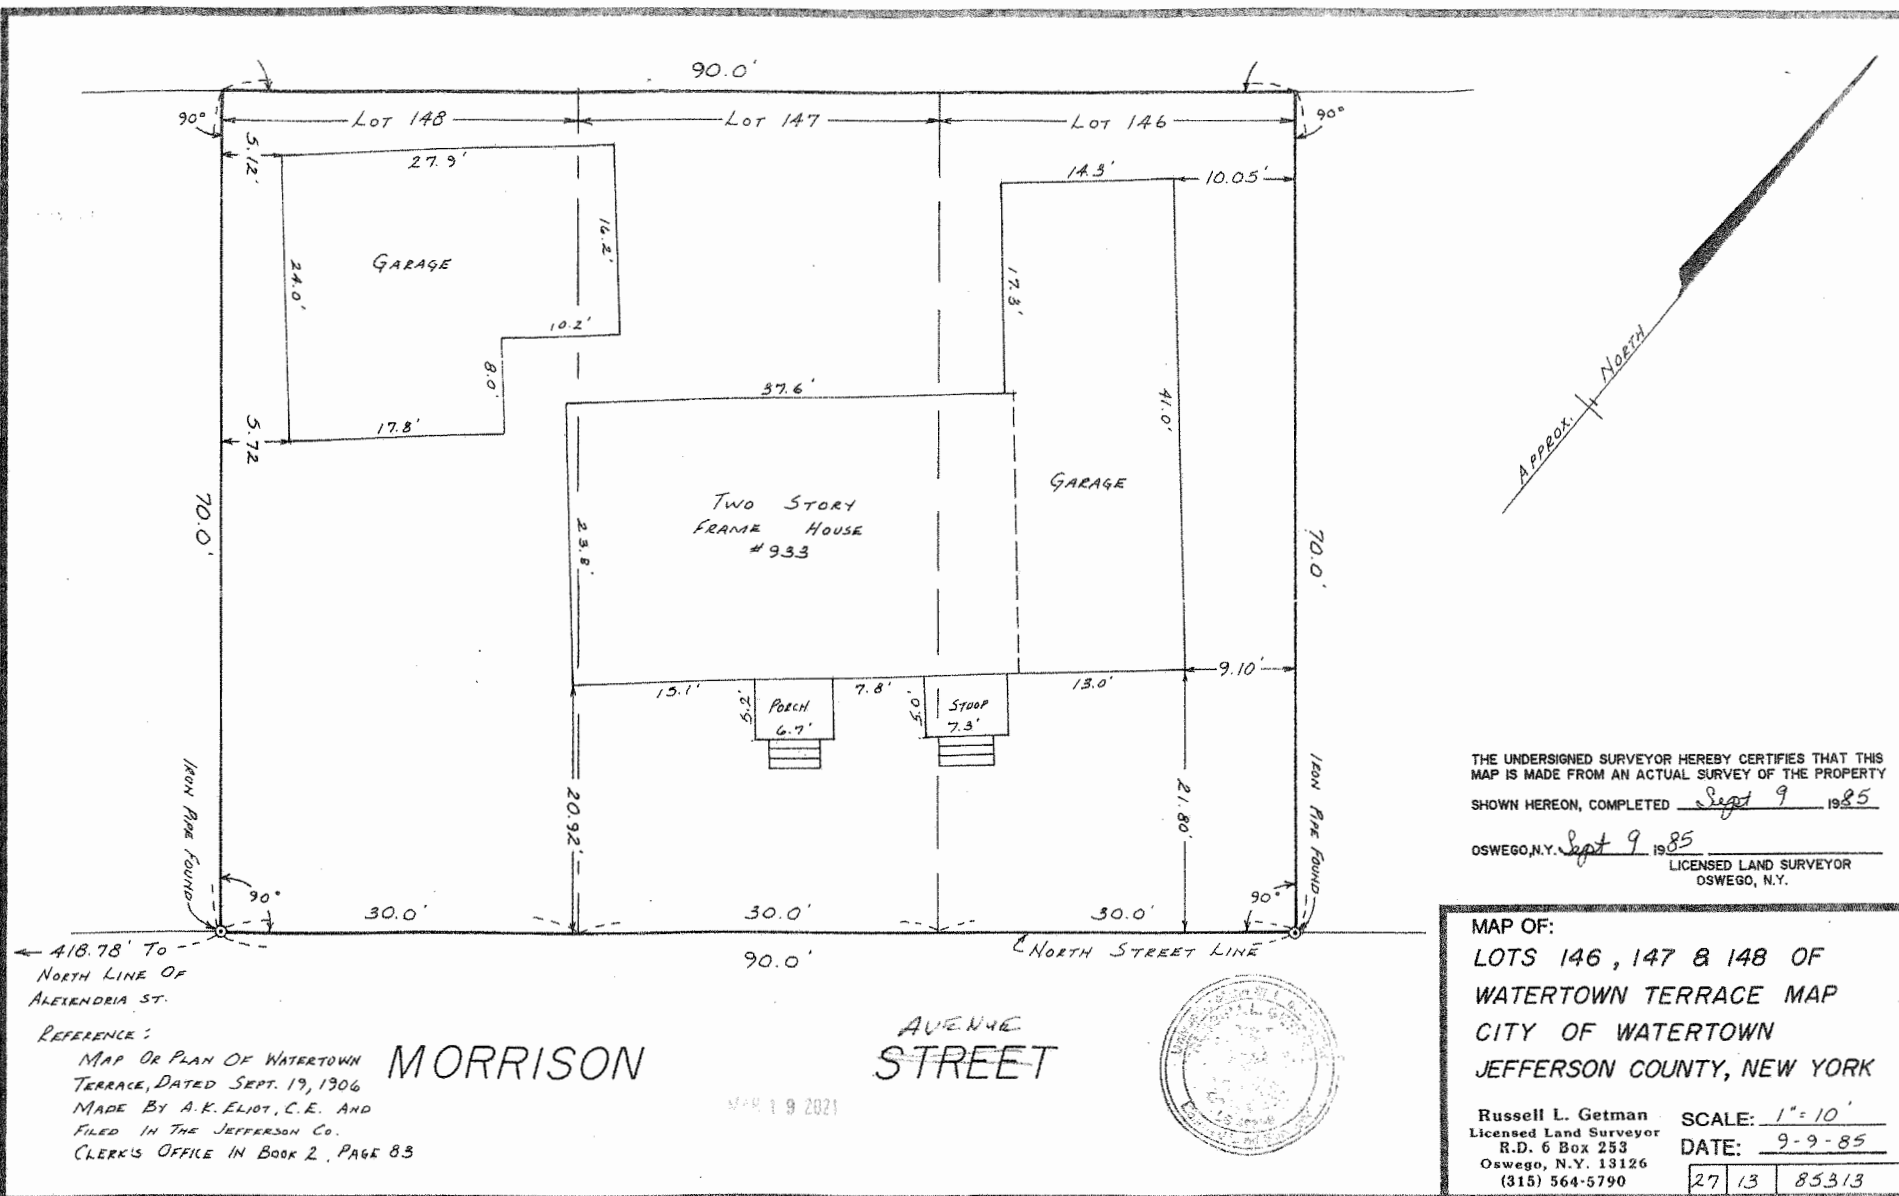 90.0'
90°
LOT 148
LOT 147
LOT 146
90°
5.12'
27.9'
14.3'
10.05'
16.2'
GARAGE
24.0'
17.3'
10.2'
8.0'
37.6'
41.0'
17.8'
5.72
GARAGE
TWO STORY
FRAME HOUSE
#933
23.8'
70.0'
70.0'
NORTH
APPROX.
9.10'
15.1'
5.2'
PORCH
6.7'
7.8'
5.0'
STOOP
7.3'
13.0'
20.92'
21.80'
IRON PIPE FOUND
IRON PIPE FOUND
90°
90°
30.0'
30.0'
30.0'
90.0'
NORTH STREET LINE
418.78' TO
NORTH LINE OF
ALEXENDRIA ST.
REFERENCE:
MAP OR PLAN OF WATERTOWN
TERRACE, DATED SEPT. 19, 1906
MADE BY A.K. ELIOT, C.E. AND
FILED IN THE JEFFERSON CO.
CLERK'S OFFICE IN BOOK 2, PAGE 83
MORRISON
AVENUE
STREET
MAR 19 2021
THE UNDERSIGNED SURVEYOR HEREBY CERTIFIES THAT THIS
MAP IS MADE FROM AN ACTUAL SURVEY OF THE PROPERTY
SHOWN HEREON, COMPLETED Sept 9 1985
OSWEGO, N.Y. Sept 9 1985
LICENSED LAND SURVEYOR
OSWEGO, N.Y.
MAP OF:
LOTS 146, 147 & 148 OF
WATERTOWN TERRACE MAP
CITY OF WATERTOWN
JEFFERSON COUNTY, NEW YORK
Russell L. Getman
Licensed Land Surveyor
R.D. 6 Box 253
Oswego, N.Y. 13126
(315) 564-5790
SCALE: 1"=10'
DATE: 9-9-85
27 13 85313